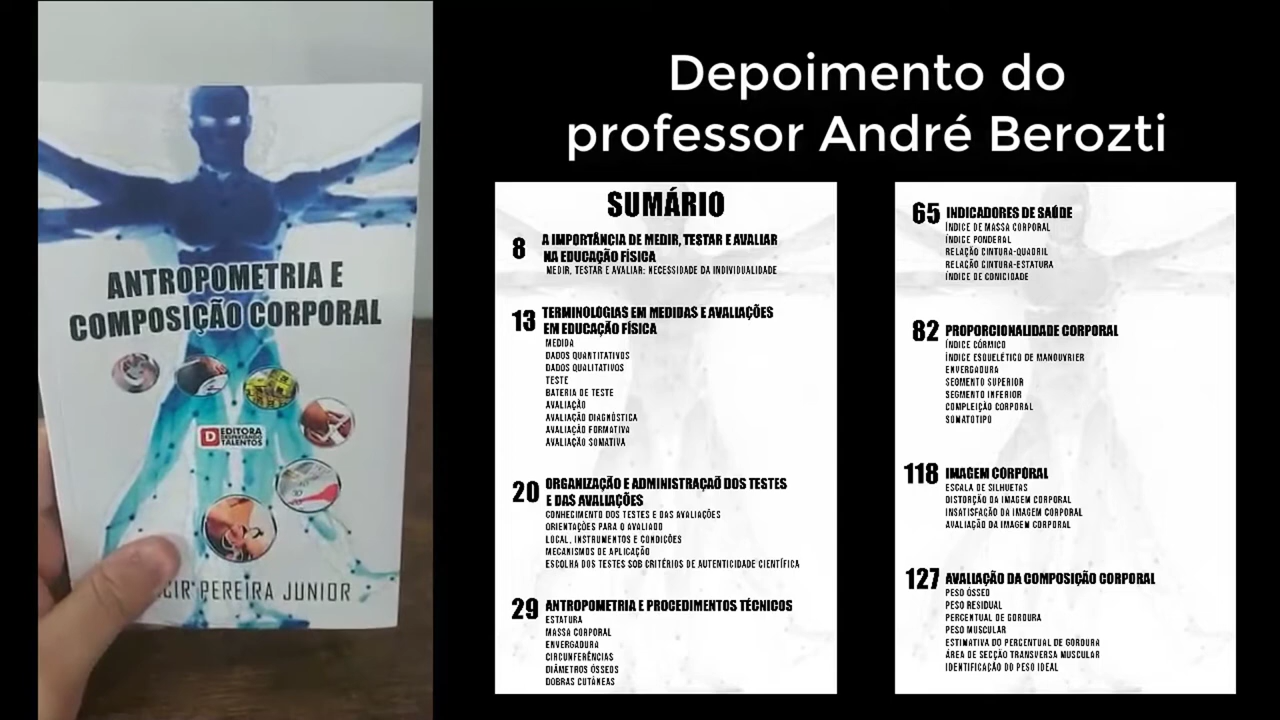 ANTROPOMETRIA E
COMPOSIÇÃO CORPORAL
EDITORA
DESPERTANDO
TALENTOS
PEREIRA JUNIOR
Depoimento do
professor André Berozti
SUMÁRIO
8 A IMPORTÂNCIA DE MEDIR, TESTAR E AVALIAR
NA EDUCAÇÃO FÍSICA
MEDIR, TESTAR E AVALIAR: NECESSIDADE DA INDIVIDUALIDADE
13 TERMINOLOGIAS EM MEDIDAS E AVALIAÇÕES
EM EDUCAÇÃO FÍSICA
MEDIDA
DADOS QUANTITATIVOS
DADOS QUALITATIVOS
TESTE
BATERIA DE TESTE
AVALIAÇÃO
AVALIAÇÃO DIAGNÓSTICA
AVALIAÇÃO FORMATIVA
AVALIAÇÃO SOMATIVA
20 ORGANIZAÇÃO E ADMINISTRAÇAÕ DOS TESTES
E DAS AVALIAÇÕES
CONHECIMENTO DOS TESTES E DAS AVALIAÇÕES
ORIENTAÇÕES PARA O AVALIADO
LOCAL, INSTRUMENTOS E CONDIÇÕES
MECANISMOS DE APLICAÇÃO
ESCOLHA DOS TESTES SOB CRITÉRIOS DE AUTENTICIDADE CIENTÍFICA
29 ANTROPOMETRIA E PROCEDIMENTOS TÉCNICOS
ESTATURA
MASSA CORPORAL
ENVERGADURA
CIRCUNFERÊNCIAS
DIÂMETROS ÓSSEOS
DOBRAS CUTÂNEAS
65 INDICADORES DE SAÚDE
ÍNDICE DE MASSA CORPORAL
ÍNDICE PONDERAL
RELAÇÃO CINTURA-QUADRIL
RELAÇÃO CINTURA-ESTATURA
ÍNDICE DE CONICIDADE
82 PROPORCIONALIDADE CORPORAL
ÍNDICE CÓRMICO
ÍNDICE ESQUELÉTICO DE MANOUVRIER
ENVERGADURA
SEGMENTO SUPERIOR
SEGMENTO INFERIOR
COMPLEIÇÃO CORPORAL
SOMATOTIPO
118 IMAGEM CORPORAL
ESCALA DE SILHUETAS
DISTORÇÃO DA IMAGEM CORPORAL
INSATISFAÇÃO DA IMAGEM CORPORAL
AVALIAÇÃO DA IMAGEM CORPORAL
127 AVALIAÇÃO DA COMPOSIÇÃO CORPORAL
PESO ÓSSEO
PESO RESIDUAL
PERCENTUAL DE GORDURA
PESO MUSCULAR
ESTIMATIVA DO PERCENTUAL DE GORDURA
ÁREA DE SECÇÃO TRANSVERSA MUSCULAR
IDENTIFICAÇÃO DO PESO IDEAL